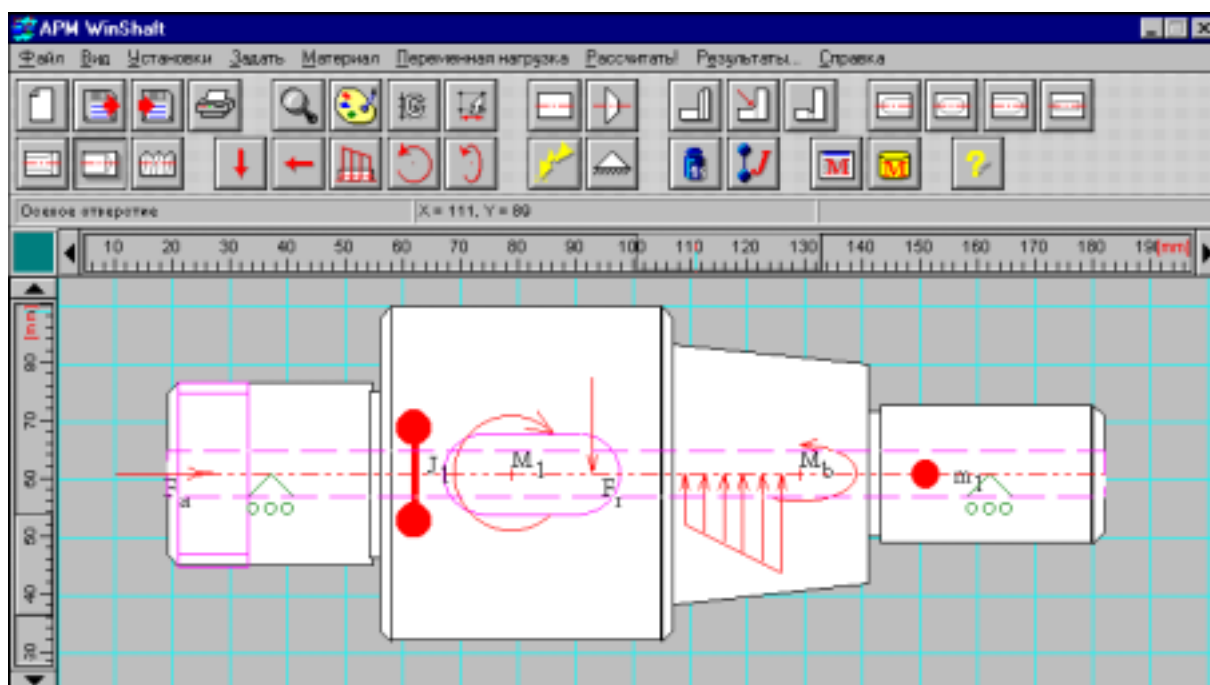 APM WinShaft
Файл Вид Установки Задать Материал Переменная нагрузка Рассчитать! Результаты... Справка
M M ?
Осевое отверстие X = 111, Y = 89
10 20 30 40 50 60 70 80 90 100 110 120 130 140 150 160 170 180 190 [mm]
[mm]
90
70
60
50
40
30
Fa J1 M1 Fr Mb m1